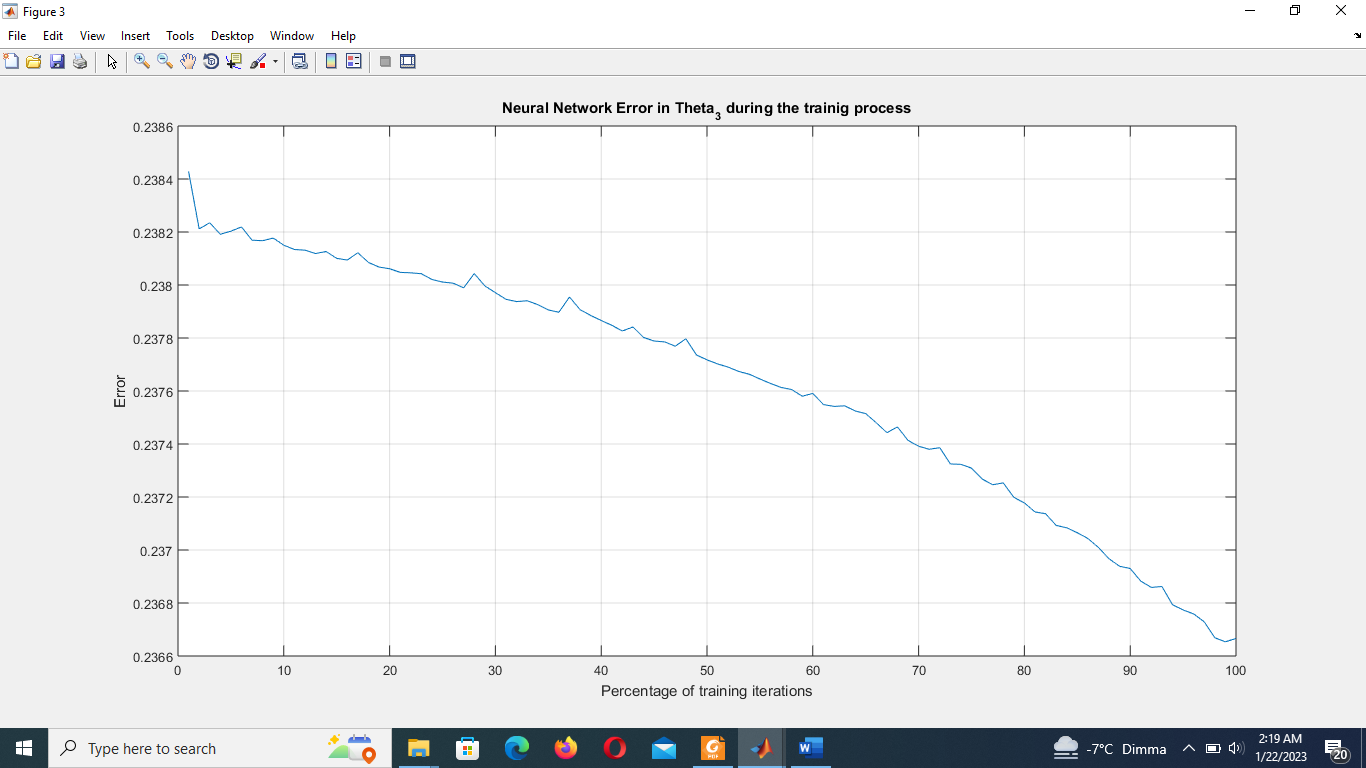 Figure 3
File Edit View Insert Tools Desktop Window Help
Neural Network Error in Theta3 during the trainig process
0.2386
0.2384
0.2382
0.238
0.2378
0.2376
0.2374
0.2372
0.237
0.2368
0.2366
Error
0 10 20 30 40 50 60 70 80 90 100
Percentage of training iterations
Type here to search
PDF
-7°C Dimma
2:19 AM
1/22/2023
20